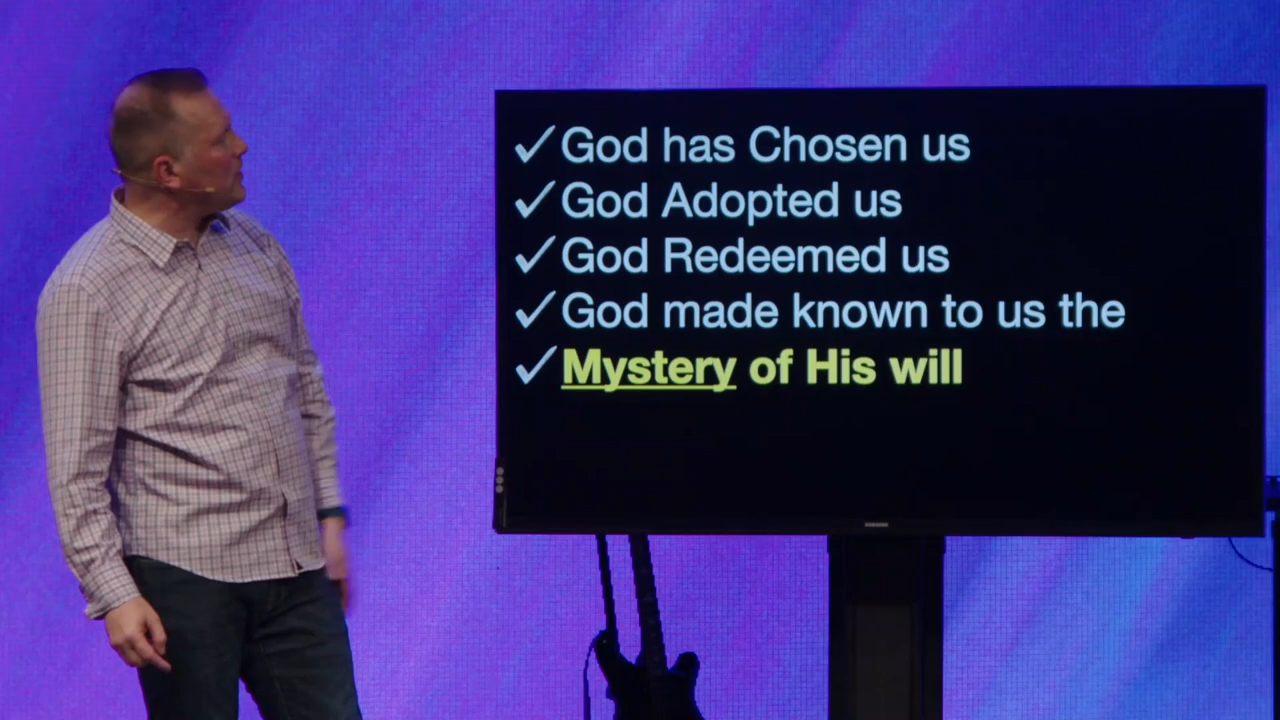 ✓God has Chosen us
✓God Adopted us
✓God Redeemed us
✓God made known to us the
✓Mystery of His will
SAMSUNG